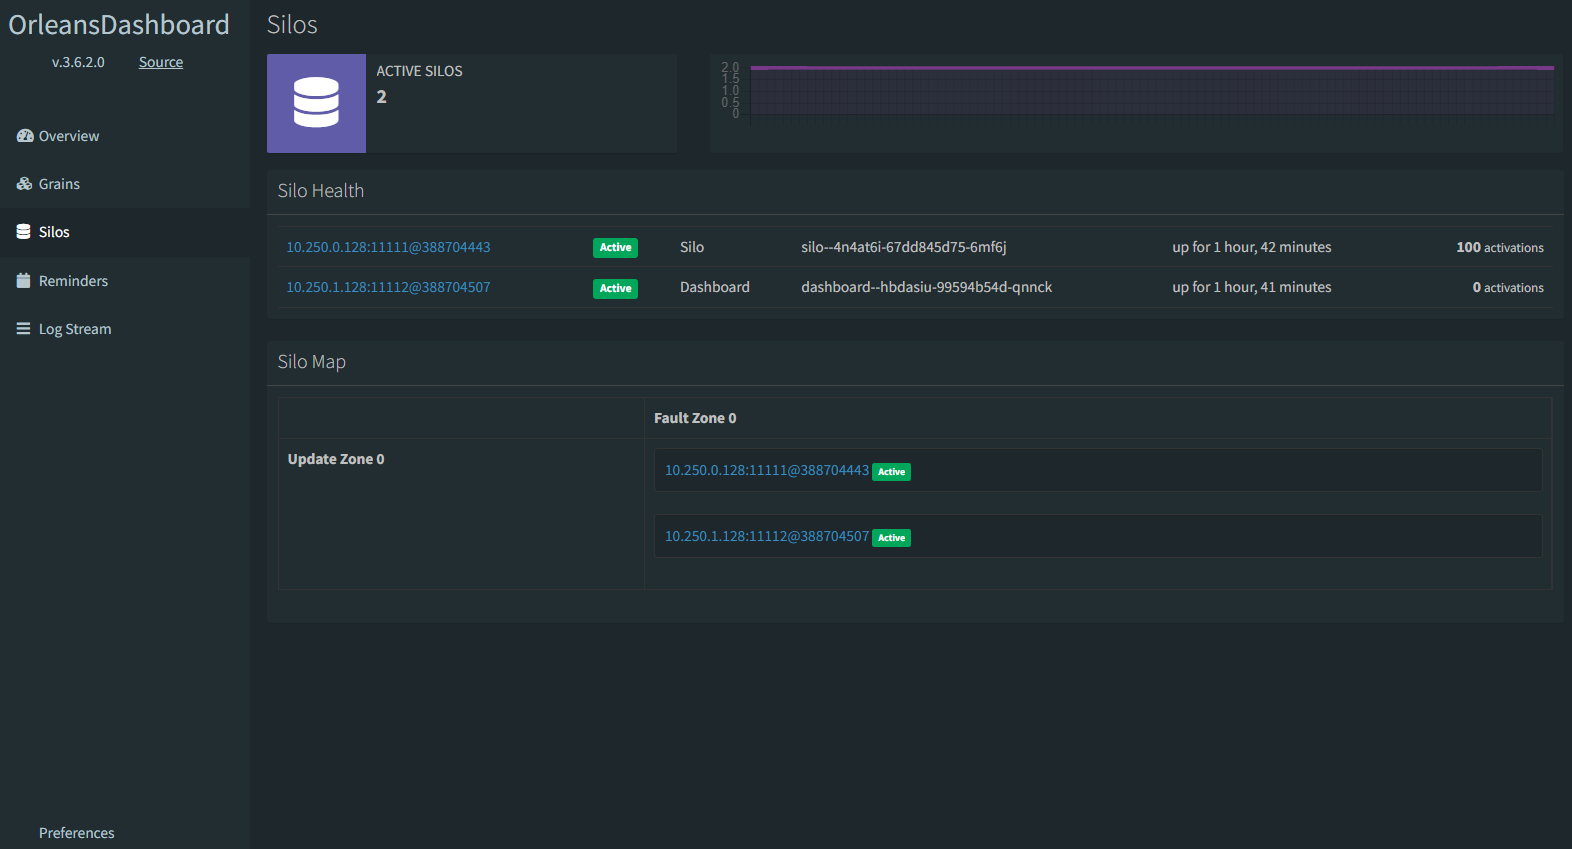 OrleansDashboard
v.3.6.2.0 Source
Overview
Grains
Silos
Reminders
Log Stream
Preferences
Silos
ACTIVE SILOS
2
2.0
1.5
1.0
0.5
0
Silo Health
10.250.0.128:11111@388704443 Active Silo silo--4n4at6i-67dd845d75-6mf6j up for 1 hour, 42 minutes 100 activations
10.250.1.128:11112@388704507 Active Dashboard dashboard--hbdasiu-99594b54d-qnnck up for 1 hour, 41 minutes 0 activations
Silo Map
Fault Zone 0
Update Zone 0
10.250.0.128:11111@388704443 Active
10.250.1.128:11112@388704507 Active